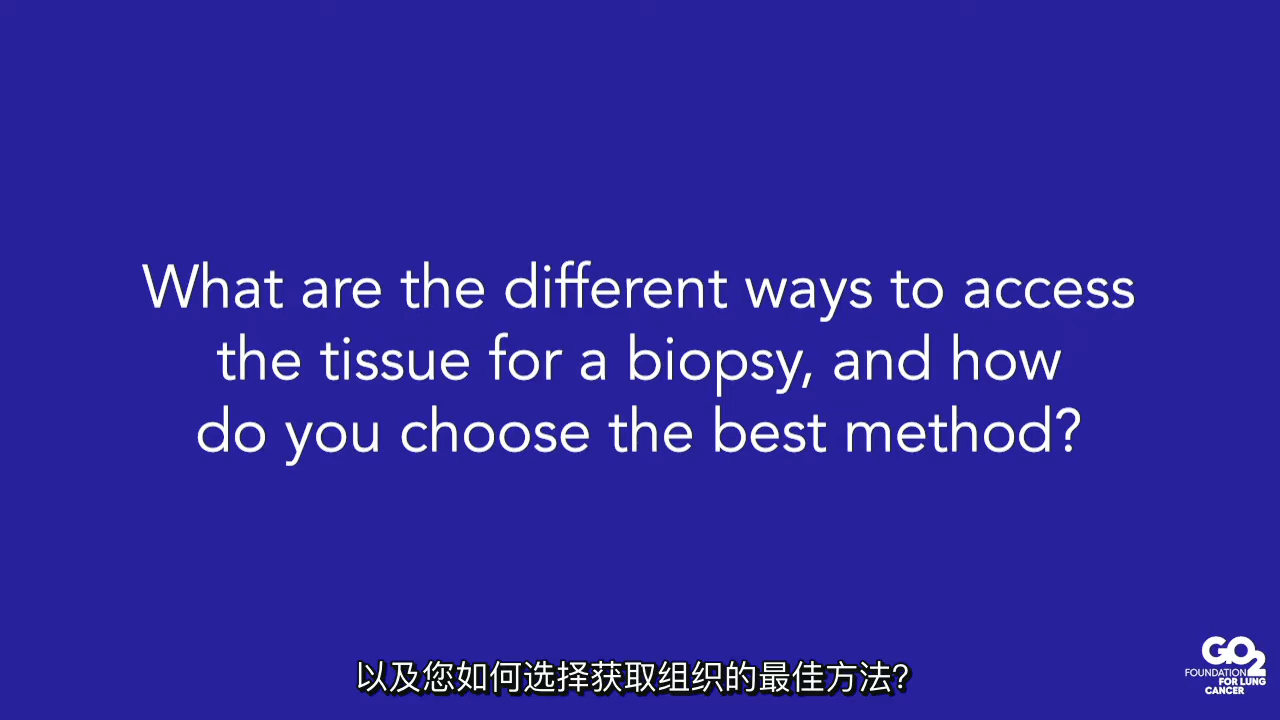 What are the different ways to access
the tissue for a biopsy, and how
do you choose the best method?
以及您如何选择获取组织的最佳方法？
GO2
FOUNDATION
FOR LUNG
CANCER